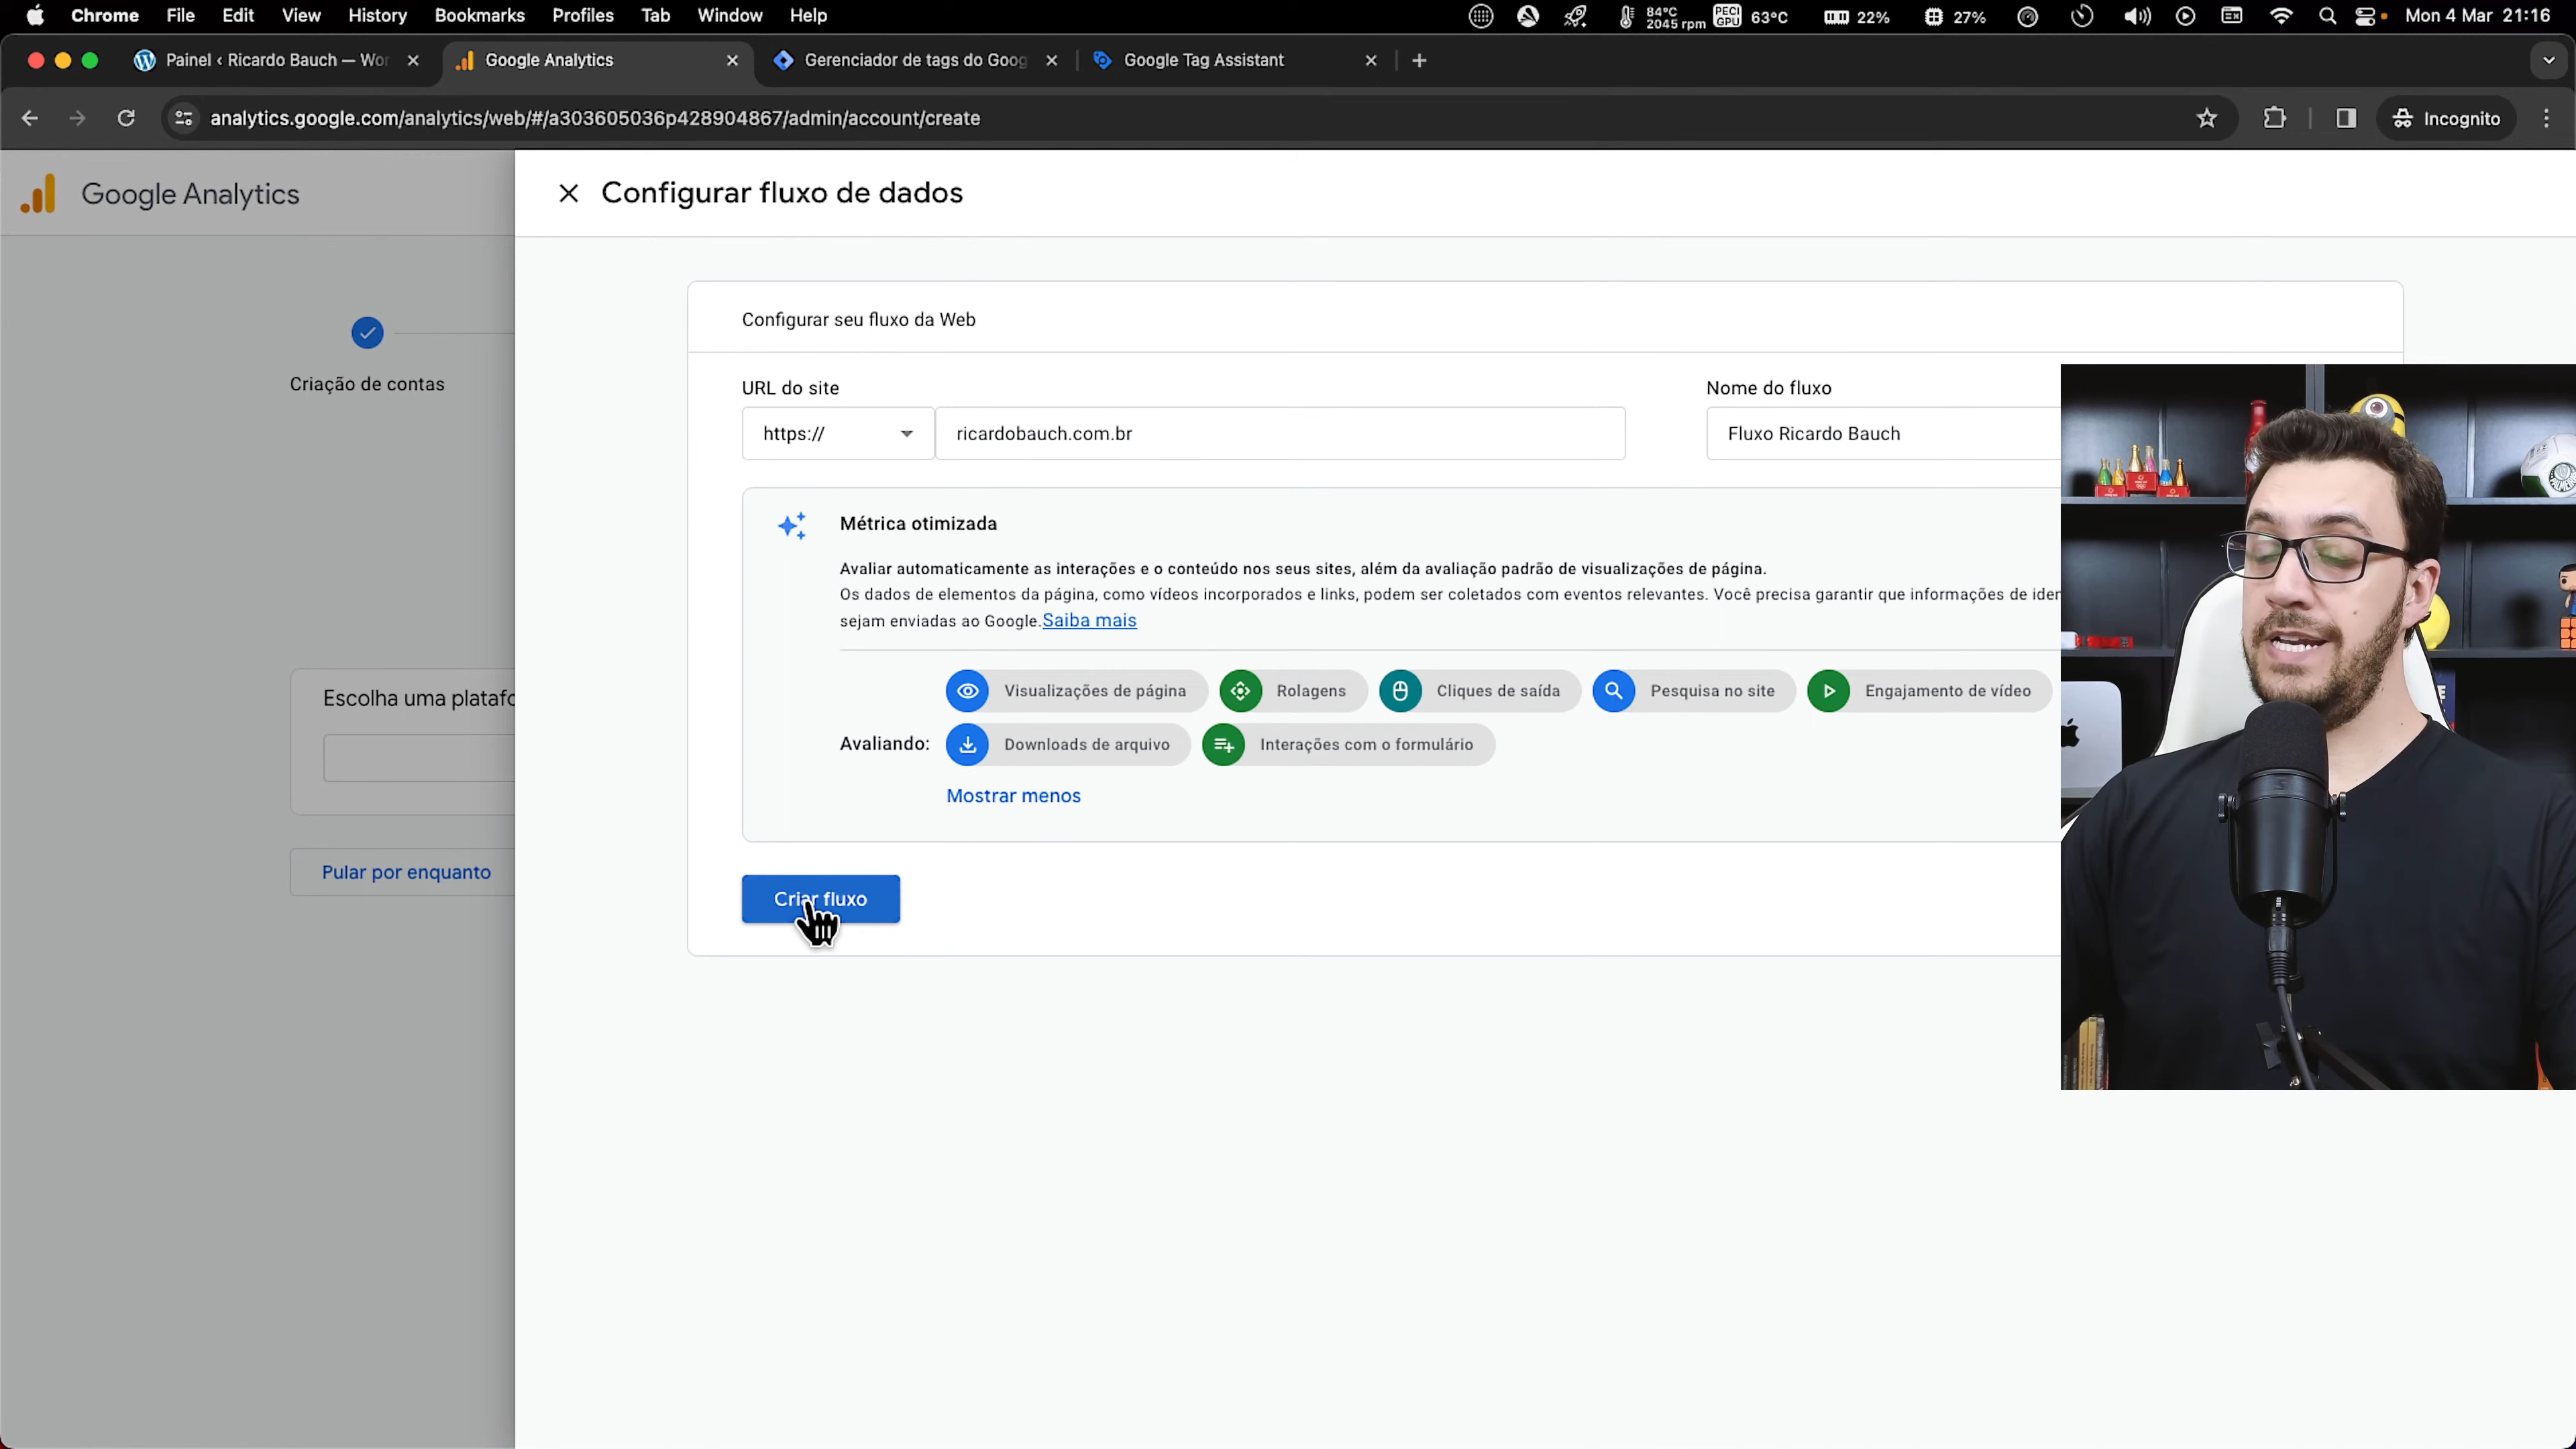 Chrome File Edit View History Bookmarks Profiles Tab Window Help 84°C 2045 rpm PECI GPU 63°C 22% 27% Mon 4 Mar 21:16
Painel ‹ Ricardo Bauch — Wor Google Analytics Gerenciador de tags do Goog Google Tag Assistant
analytics.google.com/analytics/web/#/a303605036p428904867/admin/account/create Incognito
Google Analytics
Configurar fluxo de dados
Criação de contas
Escolha uma platafo
Pular por enquanto
Configurar seu fluxo da Web
URL do site Nome do fluxo
https:// ricardobauch.com.br Fluxo Ricardo Bauch
Métrica otimizada
Avaliar automaticamente as interações e o conteúdo nos seus sites, além da avaliação padrão de visualizações de página.
Os dados de elementos da página, como vídeos incorporados e links, podem ser coletados com eventos relevantes. Você precisa garantir que informações de iden
sejam enviadas ao Google. Saiba mais
Visualizações de página Rolagens Cliques de saída Pesquisa no site Engajamento de vídeo
Avaliando: Downloads de arquivo Interações com o formulário
Mostrar menos
Criar fluxo